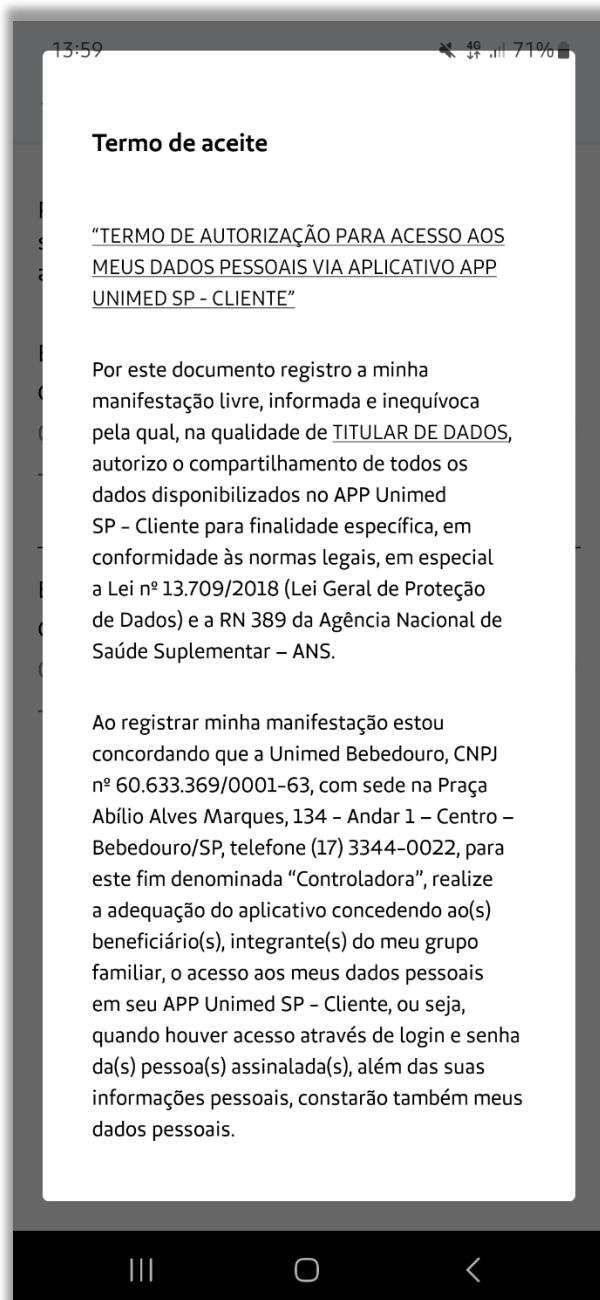 13:59
4G 71%
Termo de aceite
“TERMO DE AUTORIZAÇÃO PARA ACESSO AOS
MEUS DADOS PESSOAIS VIA APLICATIVO APP
UNIMED SP - CLIENTE”
Por este documento registro a minha
manifestação livre, informada e inequívoca
pela qual, na qualidade de TITULAR DE DADOS,
autorizo o compartilhamento de todos os
dados disponibilizados no APP Unimed
SP – Cliente para finalidade específica, em
conformidade às normas legais, em especial
a Lei nº 13.709/2018 (Lei Geral de Proteção
de Dados) e a RN 389 da Agência Nacional de
Saúde Suplementar – ANS.
Ao registrar minha manifestação estou
concordando que a Unimed Bebedouro, CNPJ
nº 60.633.369/0001-63, com sede na Praça
Abílio Alves Marques, 134 - Andar 1 – Centro –
Bebedouro/SP, telefone (17) 3344-0022, para
este fim denominada “Controladora”, realize
a adequação do aplicativo concedendo ao(s)
beneficiário(s), integrante(s) do meu grupo
familiar, o acesso aos meus dados pessoais
em seu APP Unimed SP - Cliente, ou seja,
quando houver acesso através de login e senha
da(s) pessoa(s) assinalada(s), além das suas
informações pessoais, constarão também meus
dados pessoais.